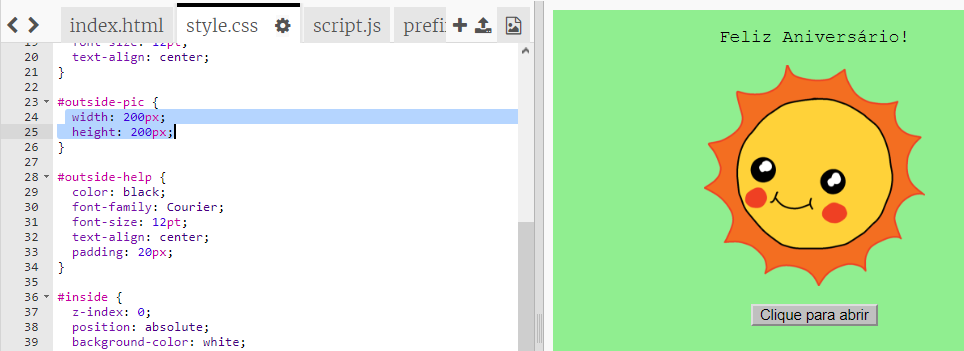 index.html style.css script.js prefi
19 font-size: 12pt;
20 text-align: center;
21 }
22
23 #outside-pic {
24 width: 200px;
25 height: 200px;
26 }
27
28 #outside-help {
29 color: black;
30 font-family: Courier;
31 font-size: 12pt;
32 text-align: center;
33 padding: 20px;
34 }
35
36 #inside {
37 z-index: 0;
38 position: absolute;
39 background-color: white;
Feliz Aniversário!
Clique para abrir